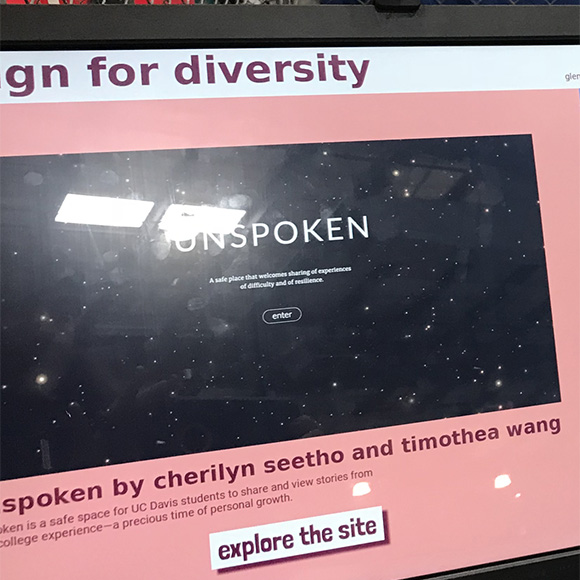 gn for diversity
glen
UNSPOKEN
A safe place that welcomes sharing of experiences
of difficulty and of resilience.
enter
spoken by cherilyn seetho and timothea wang
oken is a safe space for UC Davis students to share and view stories from
college experience—a precious time of personal growth.
explore the site